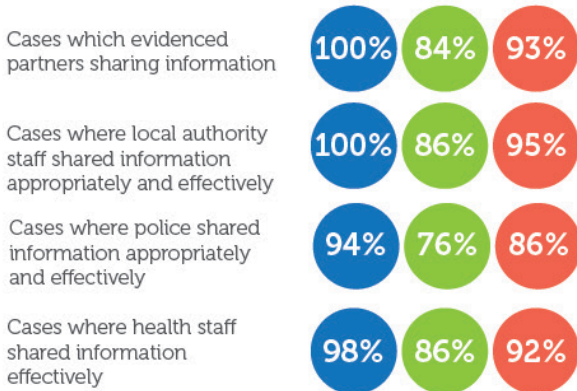 Cases which evidenced
partners sharing information
100% 84% 93%
Cases where local authority
staff shared information
appropriately and effectively
100% 86% 95%
Cases where police shared
information appropriately
and effectively
94% 76% 86%
Cases where health staff
shared information
effectively
98% 86% 92%